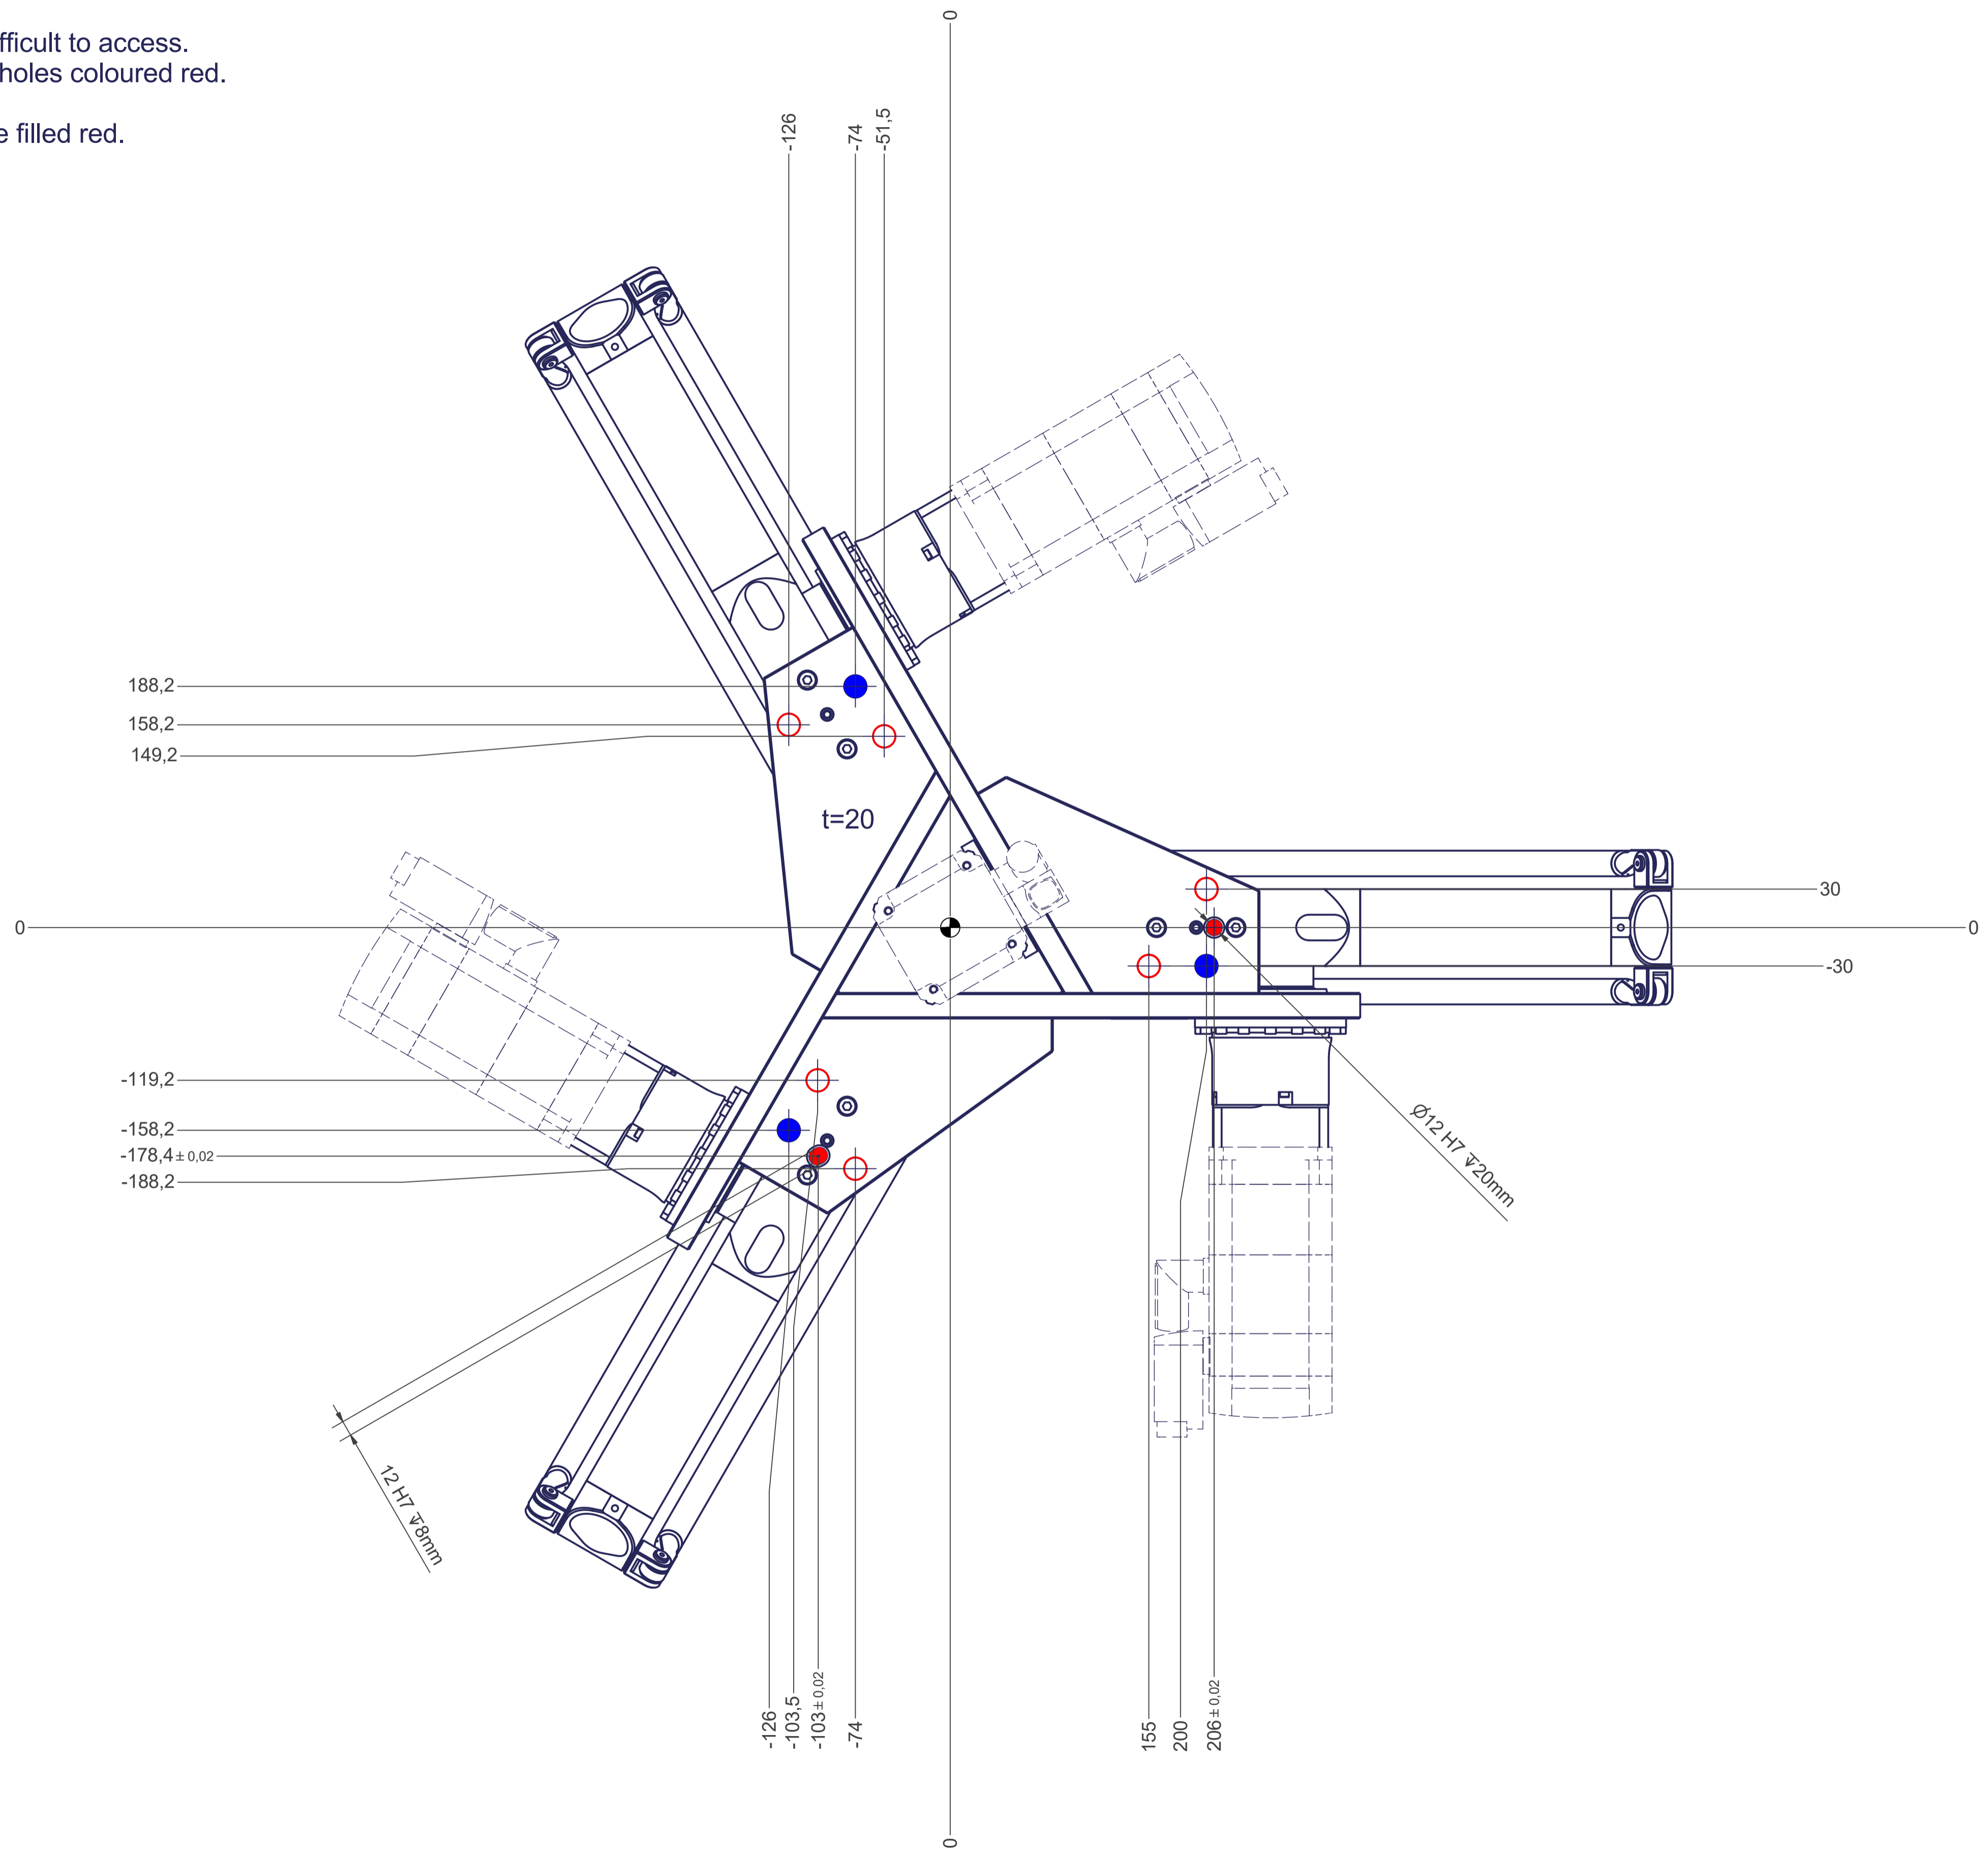 0
fficult to access.
holes coloured red.
e filled red.
-126
-74
-51,5
188,2
158,2
149,2
t=20
30
0
0
-30
-119,2
-158,2
-178,4 ± 0,02
-188,2
Ø12 H7 ↧20mm
12 H7 ↧8mm
-126
-103,5
-103 ± 0,02
-74
155
200
206 ± 0,02
0